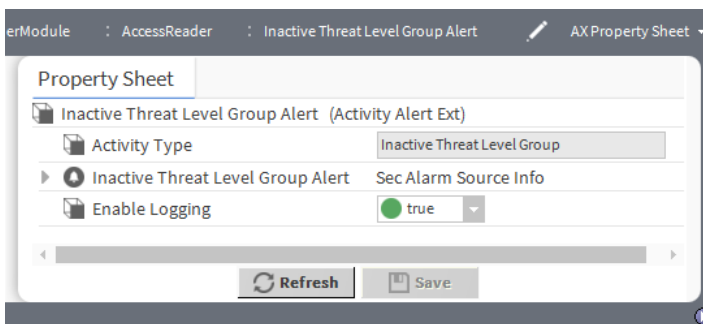 erModule : AccessReader : Inactive Threat Level Group Alert AX Property Sheet
Property Sheet
Inactive Threat Level Group Alert (Activity Alert Ext)
Activity Type Inactive Threat Level Group
Inactive Threat Level Group Alert Sec Alarm Source Info
Enable Logging true
Refresh Save